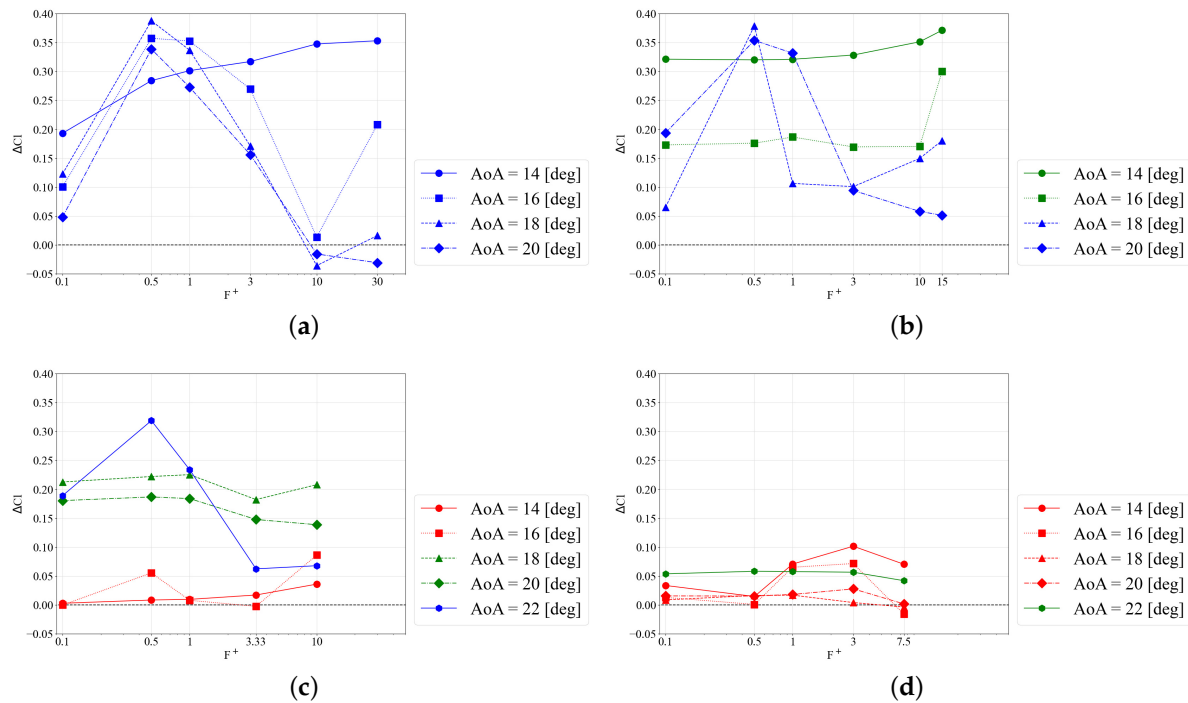 0.40
0.35
0.30
0.25
0.20
0.15
0.10
0.05
0.00
−0.05
ΔCl
0.1
0.5
1
3
10
30
F+
AoA = 14 [deg]
AoA = 16 [deg]
AoA = 18 [deg]
AoA = 20 [deg]
(a)
0.40
0.35
0.30
0.25
0.20
0.15
0.10
0.05
0.00
−0.05
ΔCl
0.1
0.5
1
3
10
15
F+
AoA = 14 [deg]
AoA = 16 [deg]
AoA = 18 [deg]
AoA = 20 [deg]
(b)
0.40
0.35
0.30
0.25
0.20
0.15
0.10
0.05
0.00
−0.05
ΔCl
0.1
0.5
1
3.33
10
F+
AoA = 14 [deg]
AoA = 16 [deg]
AoA = 18 [deg]
AoA = 20 [deg]
AoA = 22 [deg]
(c)
0.40
0.35
0.30
0.25
0.20
0.15
0.10
0.05
0.00
−0.05
ΔCl
0.1
0.5
1
3
7.5
F+
AoA = 14 [deg]
AoA = 16 [deg]
AoA = 18 [deg]
AoA = 20 [deg]
AoA = 22 [deg]
(d)